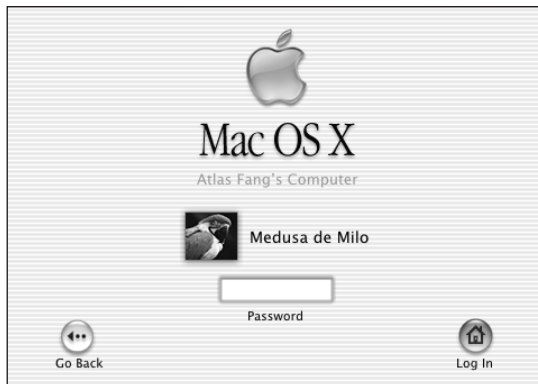 Mac OS X
Atlas Fang's Computer
Medusa de Milo
Password
Go Back
Log In